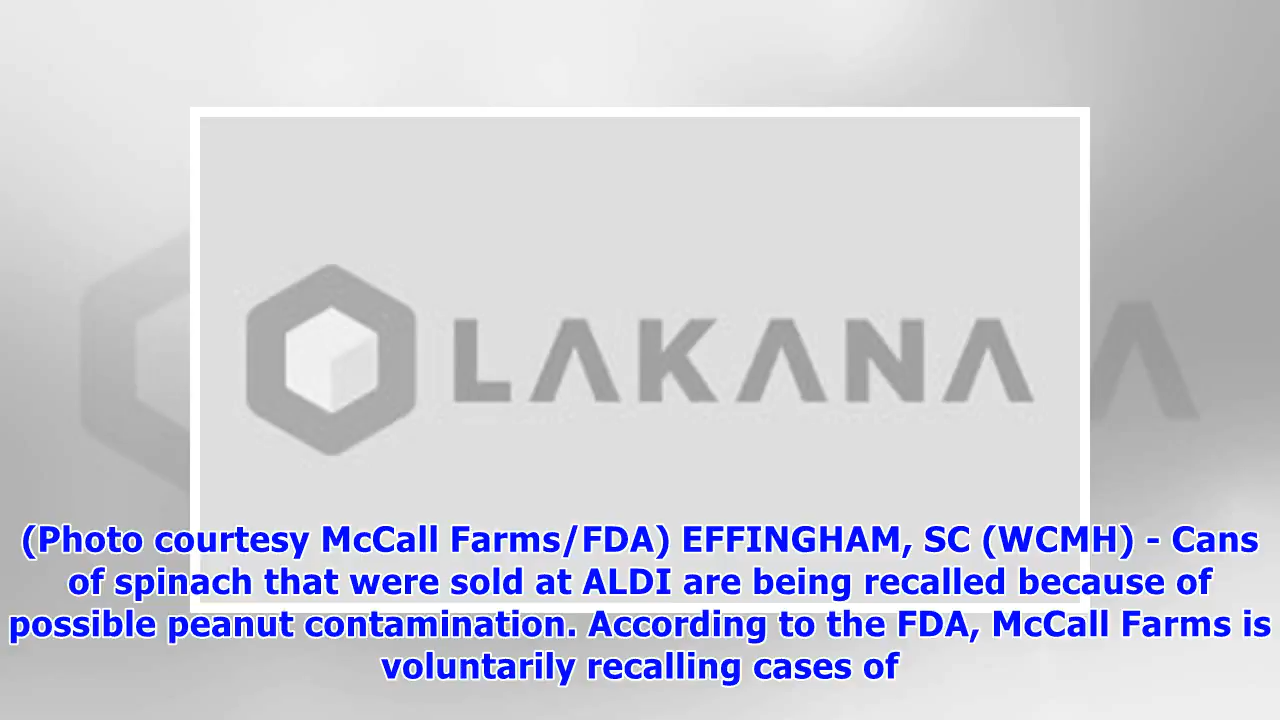 LAKANA
(Photo courtesy McCall Farms/FDA) EFFINGHAM, SC (WCMH) - Cans
of spinach that were sold at ALDI are being recalled because of
possible peanut contamination. According to the FDA, McCall Farms is
voluntarily recalling cases of